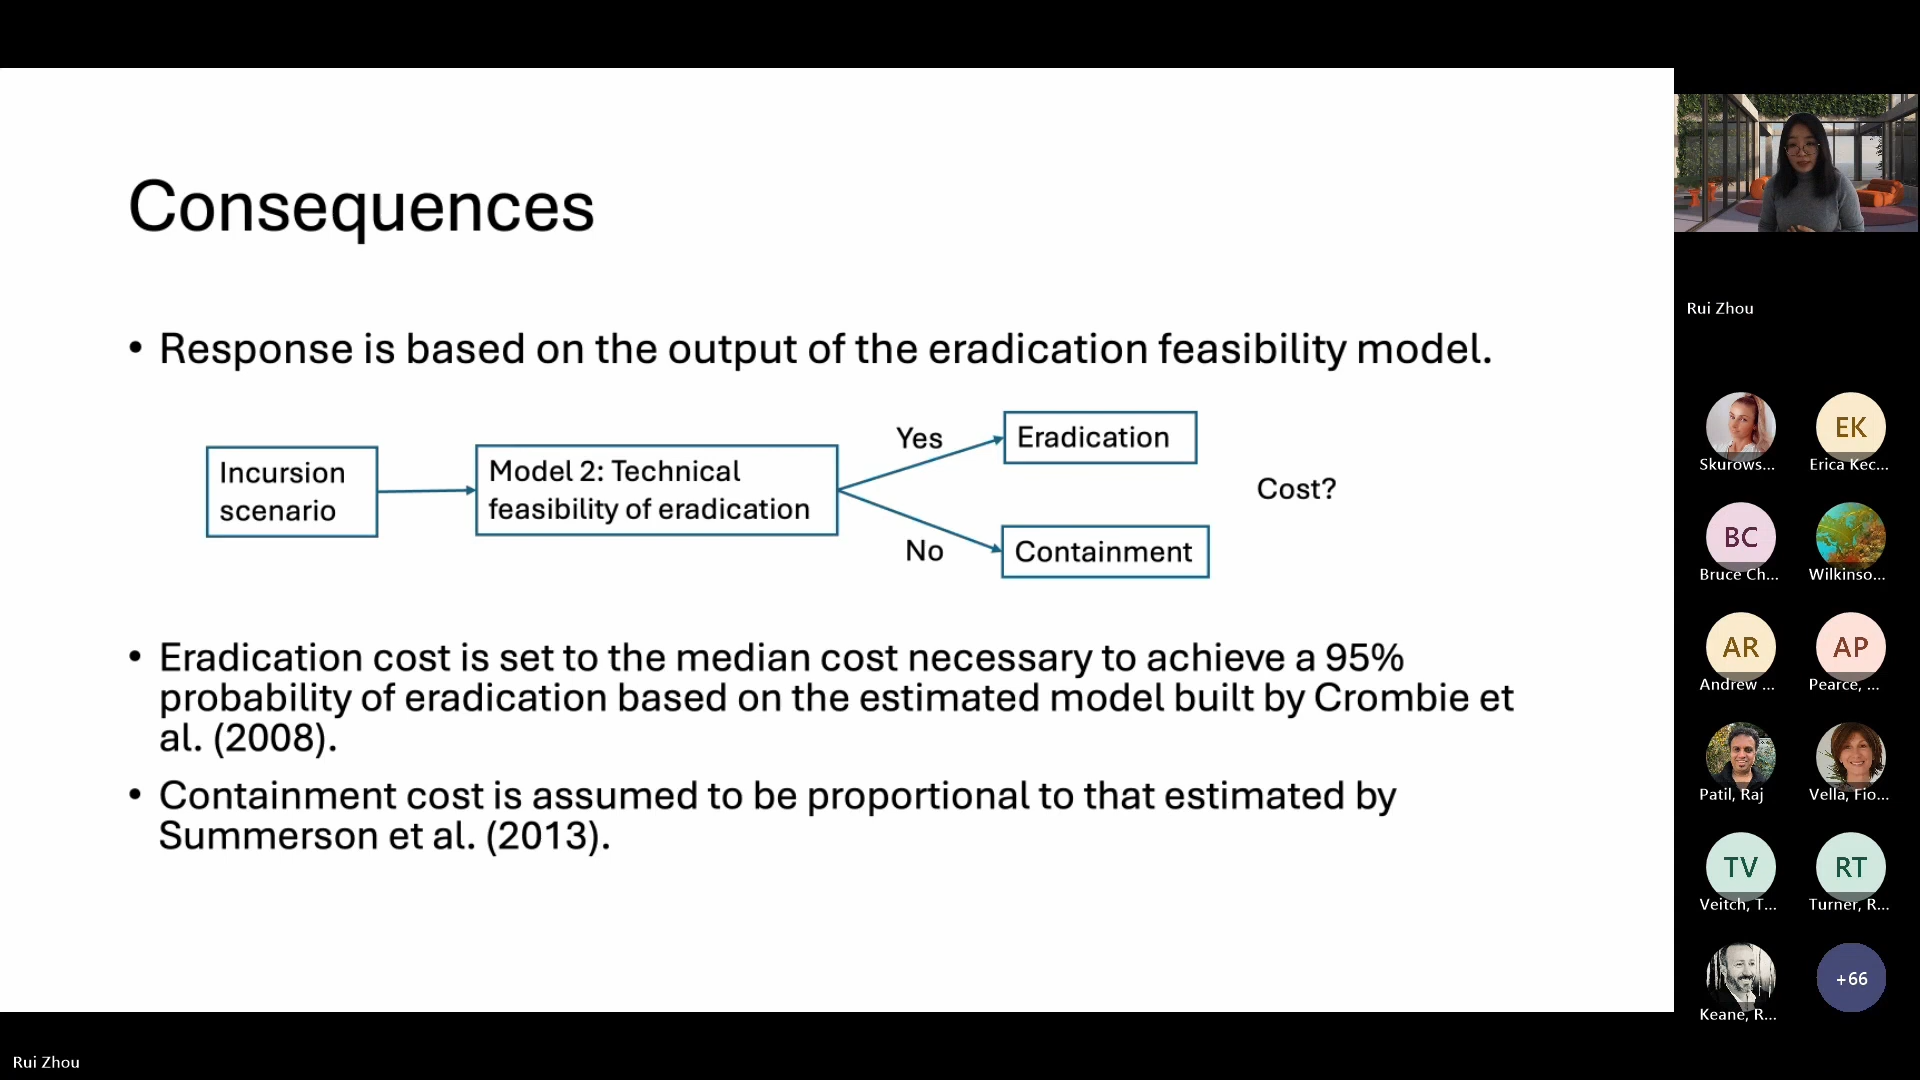 Consequences
• Response is based on the output of the eradication feasibility model.
Incursion
scenario
Model 2: Technical
feasibility of eradication
Yes
No
Eradication
Containment
Cost?
• Eradication cost is set to the median cost necessary to achieve a 95%
probability of eradication based on the estimated model built by Crombie et
al. (2008).
• Containment cost is assumed to be proportional to that estimated by
Summerson et al. (2013).
Rui Zhou
Skurows...
EK
Erica Kec...
BC
Bruce Ch...
Wilkinso...
AR
Andrew ...
AP
Pearce, ...
Patil, Raj
Vella, Fio...
TV
Veitch, T...
RT
Turner, R...
Keane, R...
+66
Rui Zhou